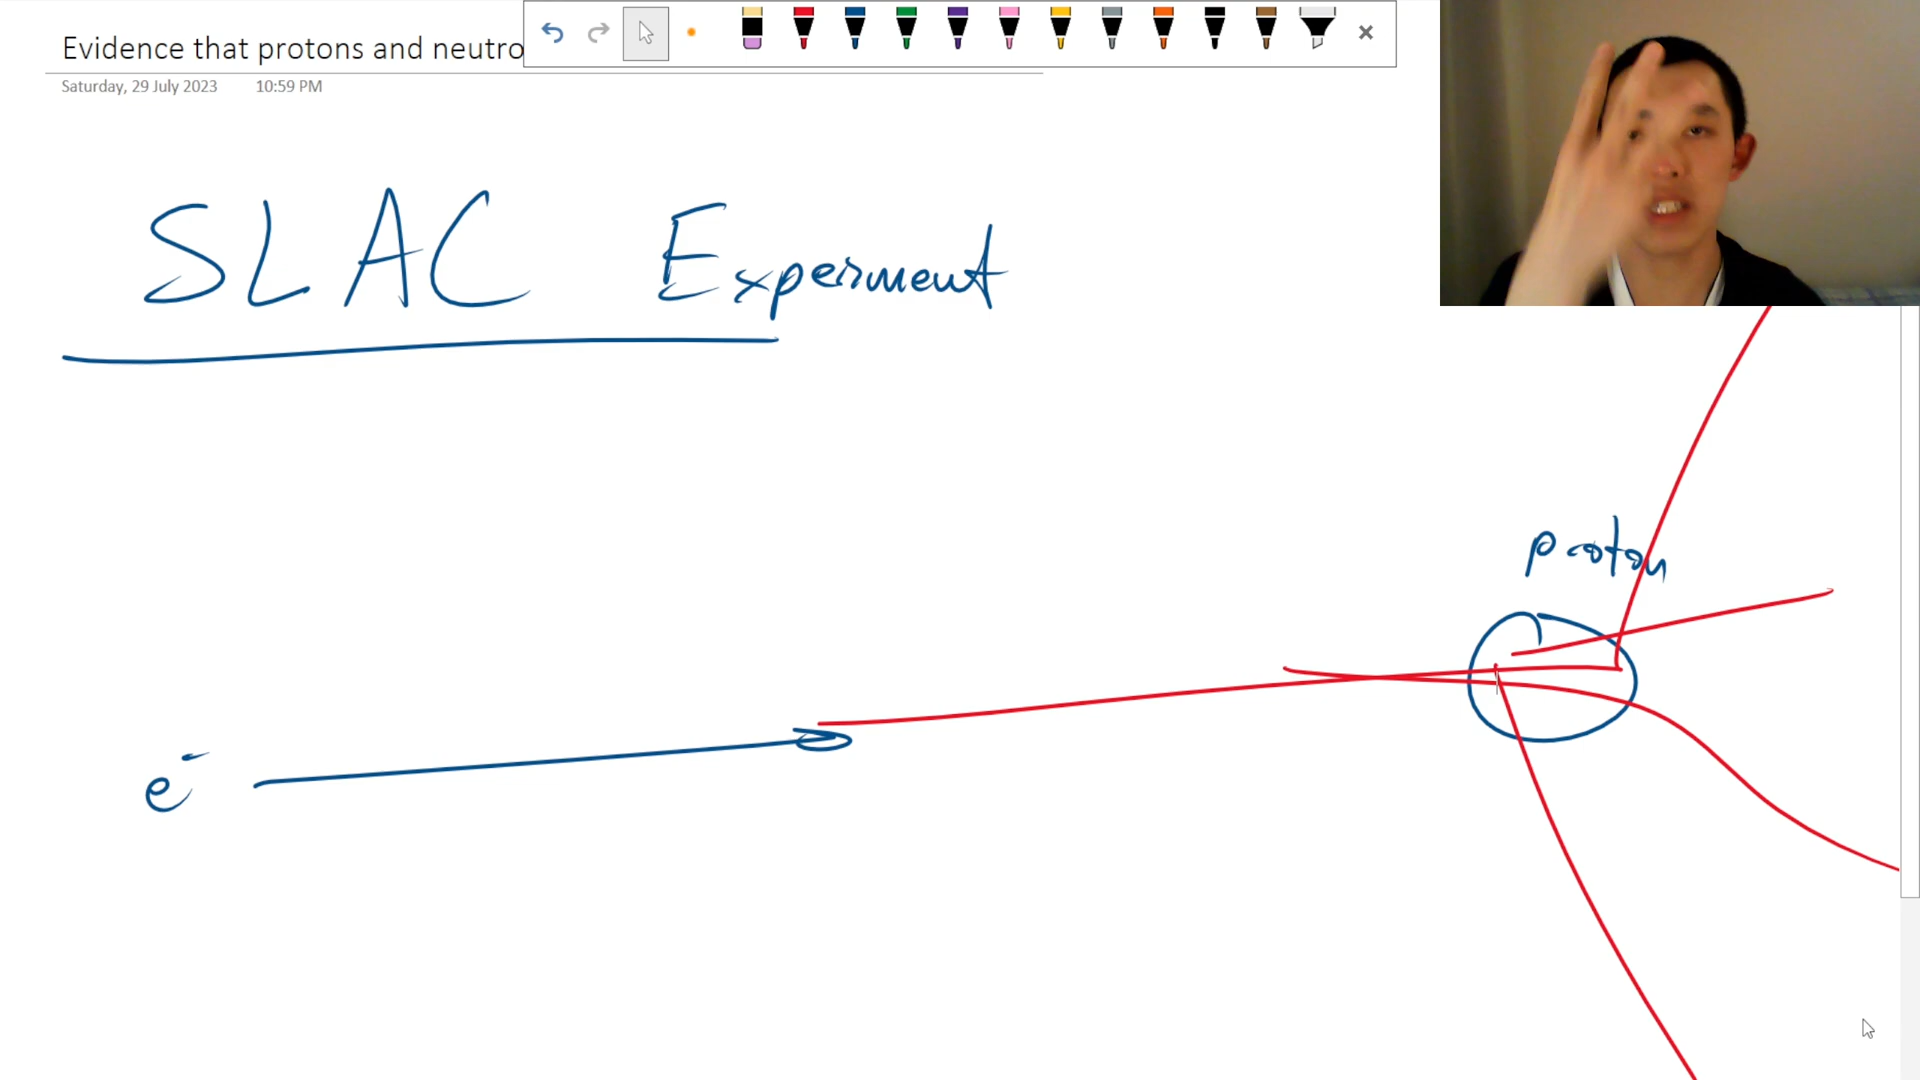 Evidence that protons and neutro
Saturday, 29 July 2023 10:59 PM
SLAC Experiment
proton
e-